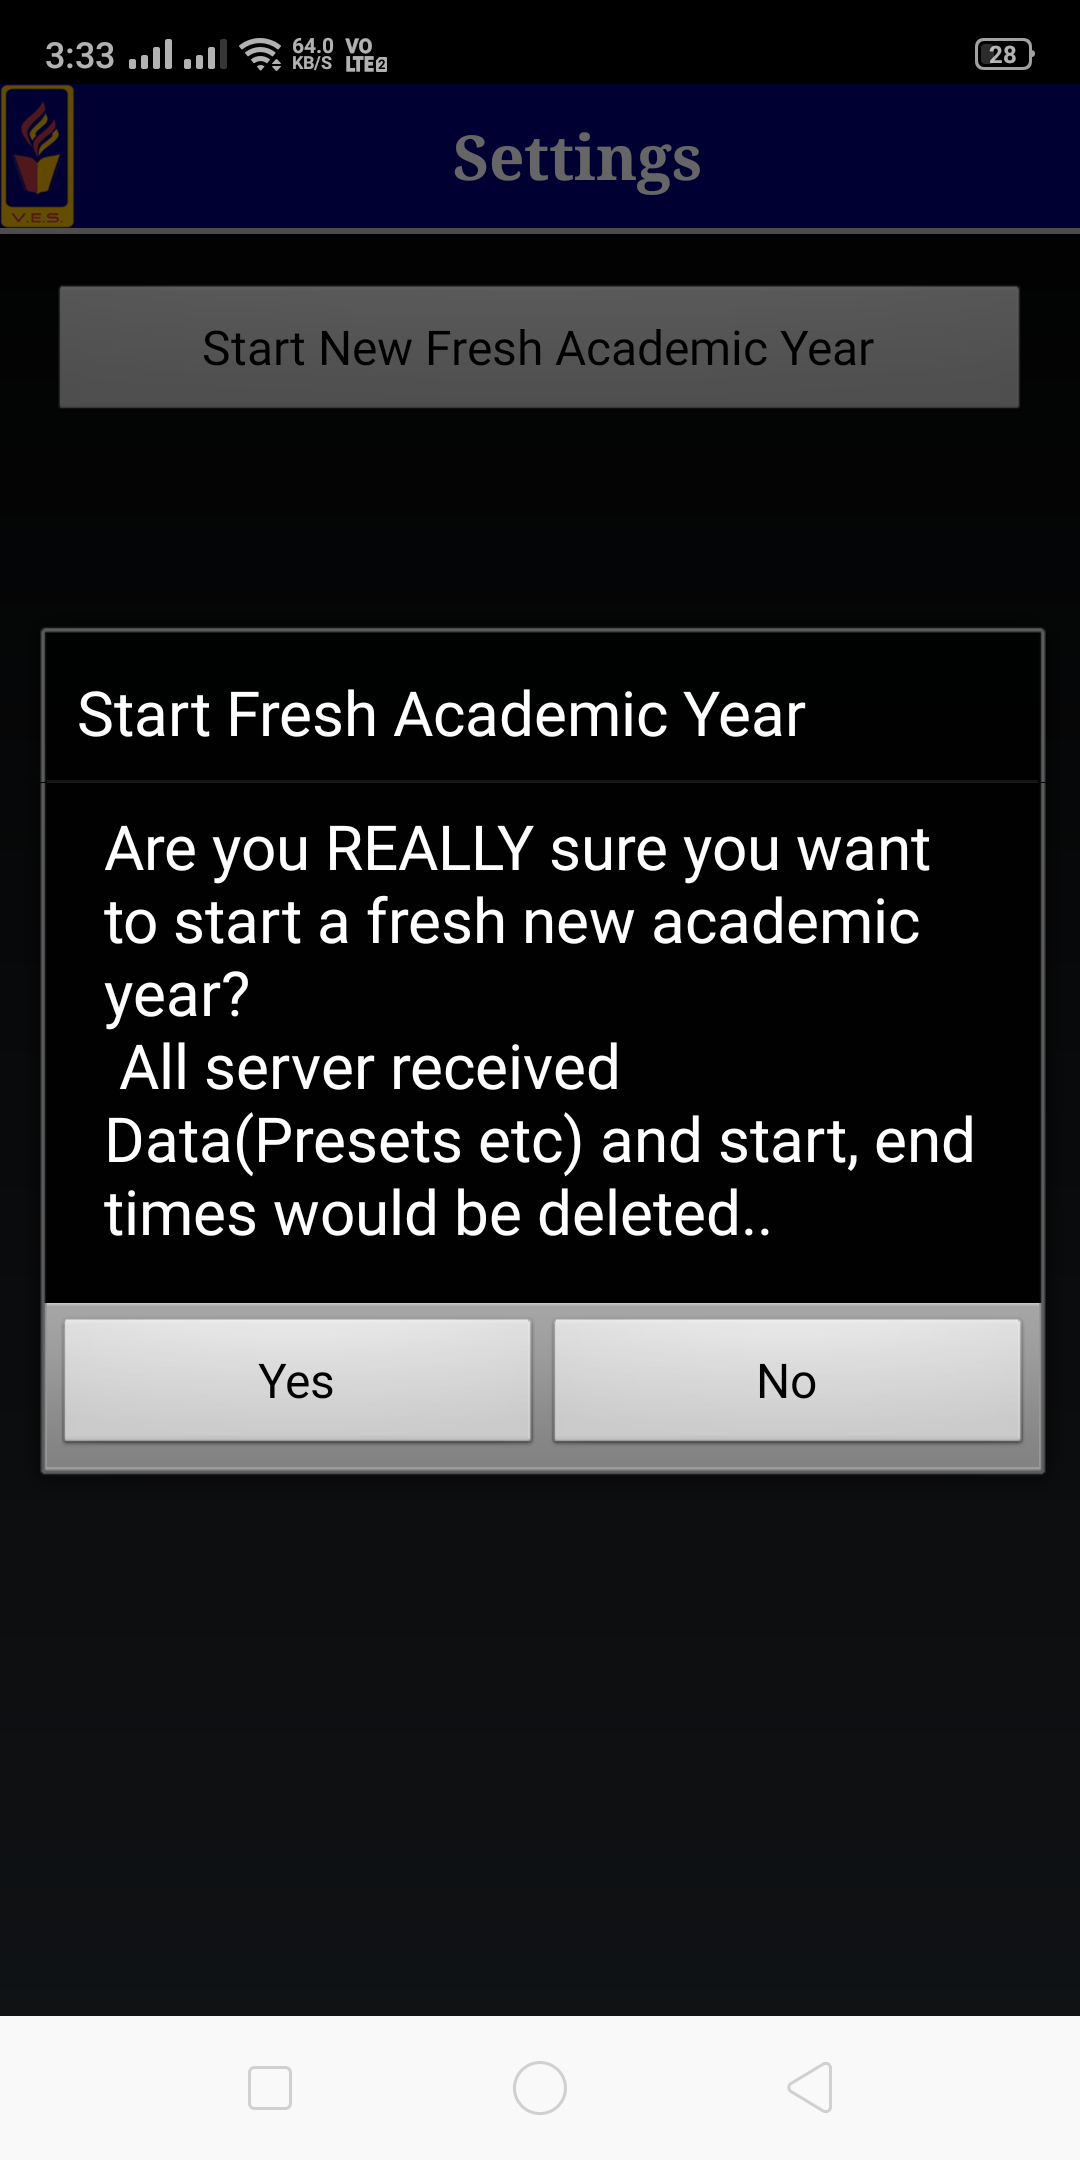 3:33 64.0 KB/S VO LTE2 28
V.E.S.
Settings
Start New Fresh Academic Year
Start Fresh Academic Year
Are you REALLY sure you want
to start a fresh new academic
year?
All server received
Data(Presets etc) and start, end
times would be deleted..
Yes No